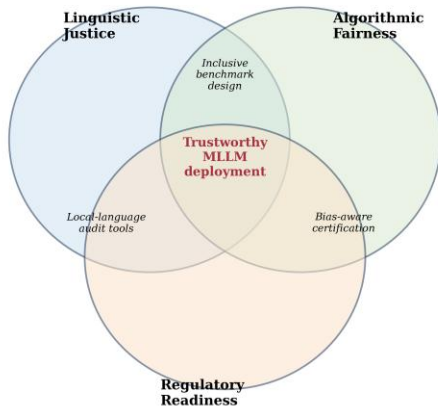 Linguistic
Justice
Algorithmic
Fairness
Inclusive
benchmark
design
Trustworthy
MLLM
deployment
Local-language
audit tools
Bias-aware
certification
Regulatory
Readiness